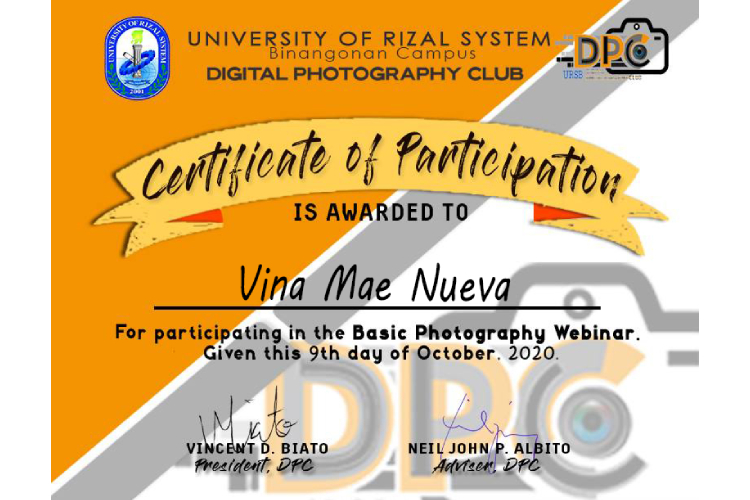 UNIVERSITY OF RIZAL SYSTEM
2001
UNIVERSITY OF RIZAL SYSTEM
Binangonan Campus
DIGITAL PHOTOGRAPHY CLUB
DPC
URSB
Certificate of Participation
IS AWARDED TO
Vina Mae Nueva
For participating in the Basic Photography Webinar.
Given this 9th day of October. 2020.
DPC
VINCENT D. BIATO
President, DPC
NEIL JOHN P. ALBITO
Adviser, DPC